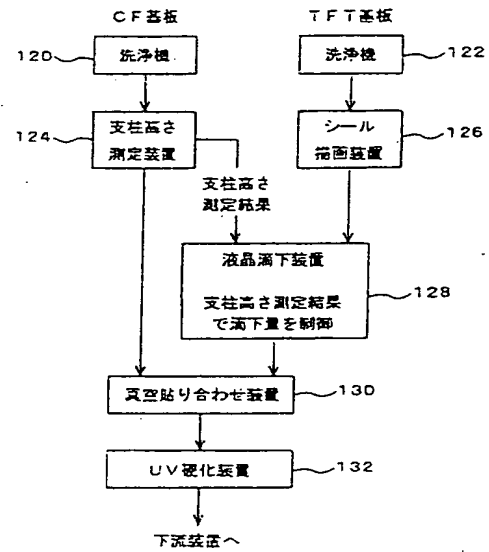 CF基板
TFT基板
120
洗浄機
洗浄機
122
124
支柱高さ
測定装置
シール
描画装置
126
支柱高さ
測定結果
液晶滴下装置
支柱高さ測定結果
で滴下量を制御
128
真空貼り合わせ装置
130
UV硬化装置
132
下流装置へ